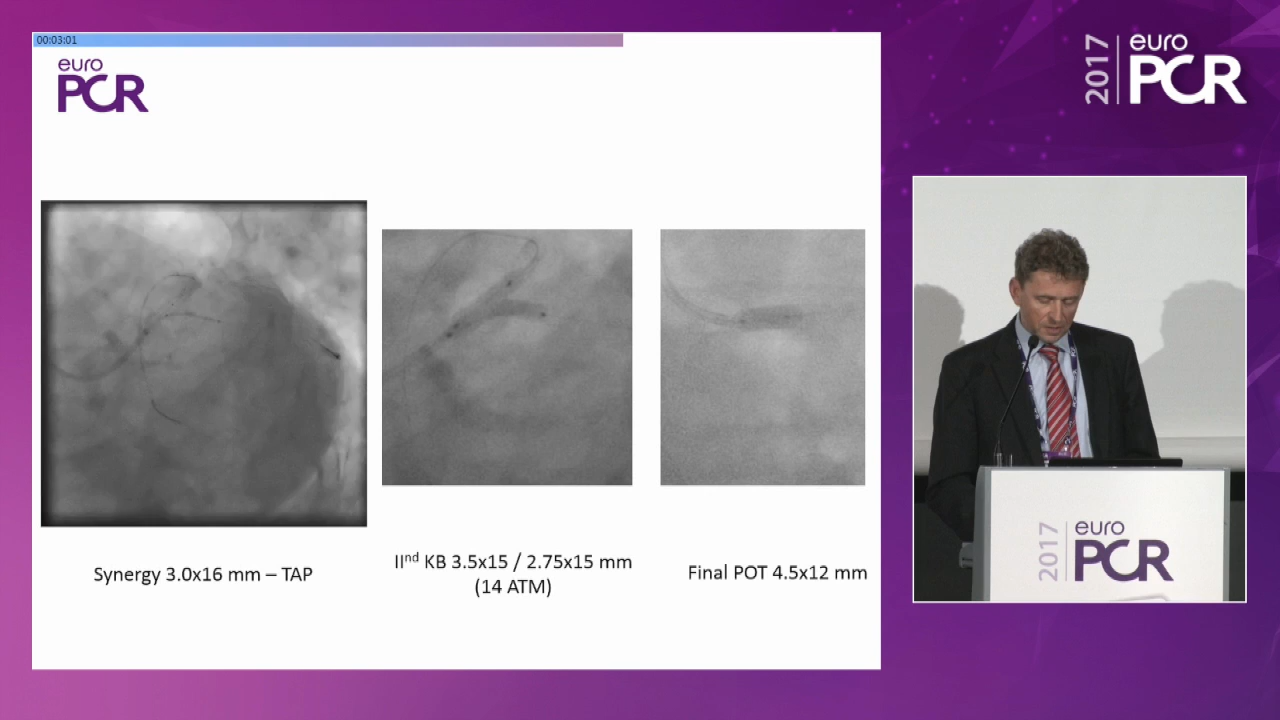 00:03:01
euro
PCR
2017
euro
PCR
Synergy 3.0x16 mm – TAP
IInd KB 3.5x15 / 2.75x15 mm
(14 ATM)
Final POT 4.5x12 mm
2017
euro
PCR